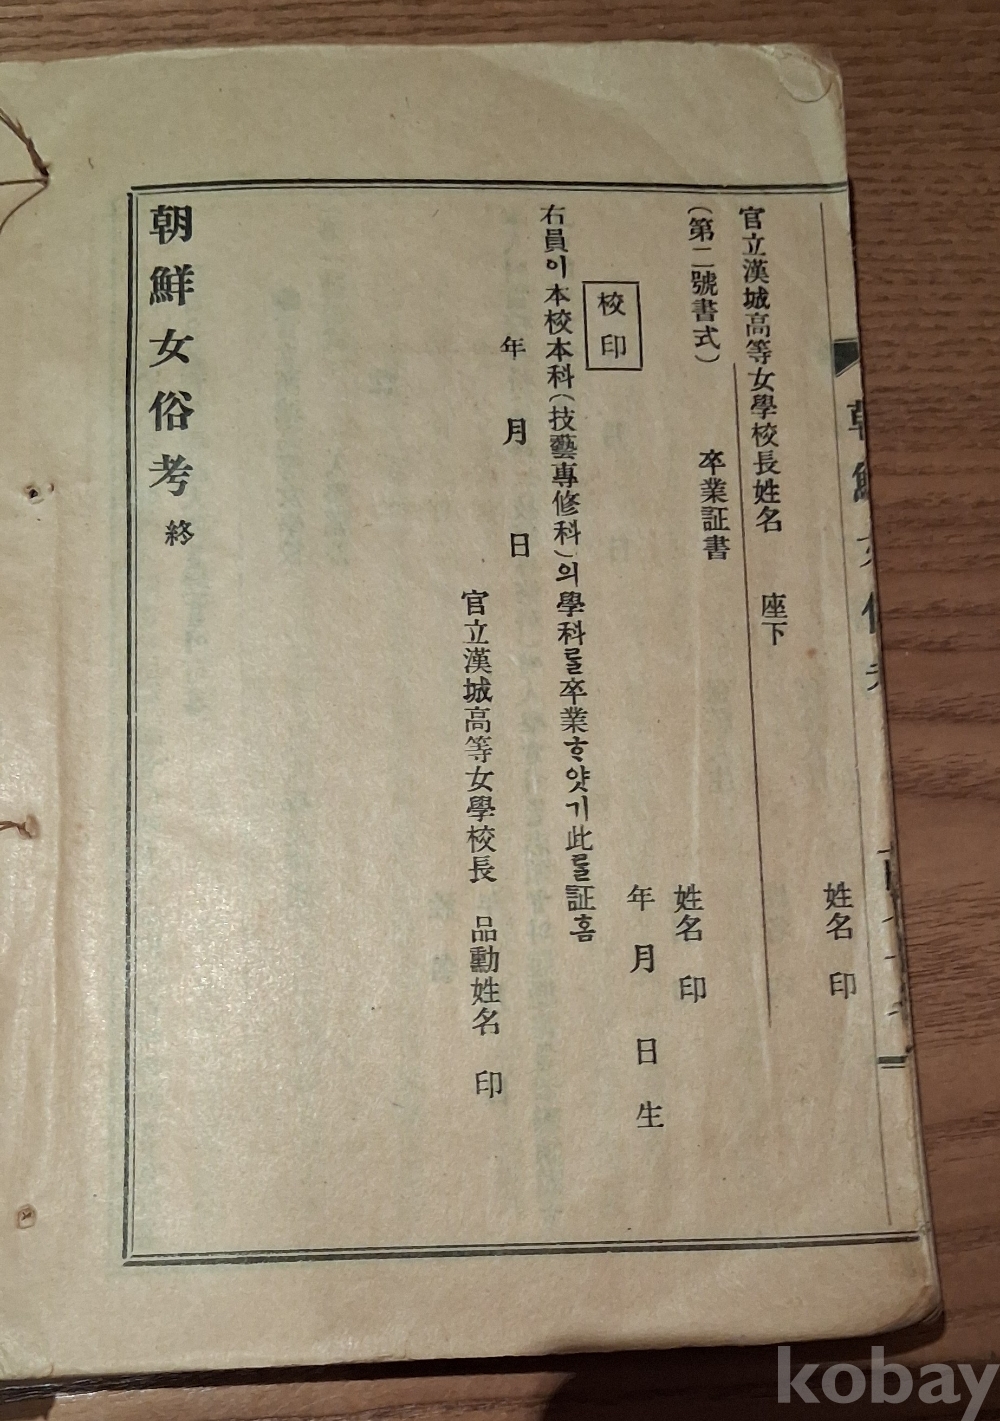 姓名 印
官立漢城高等女學校長姓名 座下
(第二號書式)
卒業証書
姓名 印
年 月 日 生
校印
右員이本校本科(技藝專修科)의學科를卒業ᄒᆞ얏기此를証홈
年 月 日
官立漢城高等女學校長 品勳姓名 印
朝鮮女俗考 終
kobay